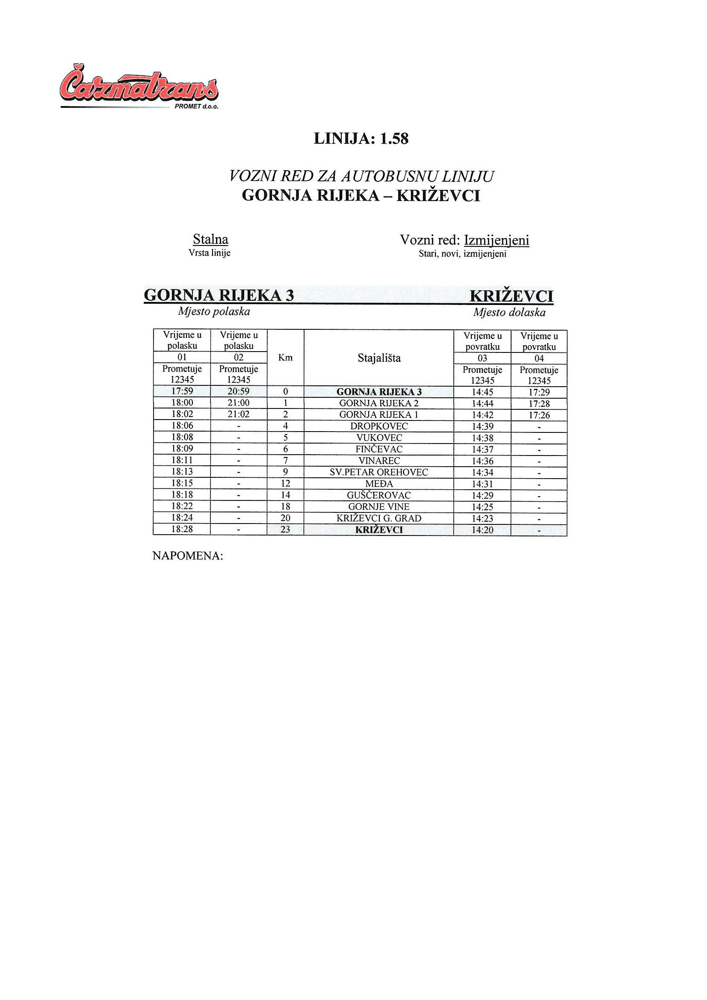 Čazmatrans
PROMET d.o.o.
LINIJA: 1.58
VOZNI RED ZA AUTOBUSNU LINIJU
GORNJA RIJEKA – KRIŽEVCI
Stalna Vozni red: Izmijenjeni
Vrsta linije Stari, novi, izmijenjeni
GORNJA RIJEKA 3 KRIŽEVCI
Mjesto polaska Mjesto dolaska
Vrijeme u Vrijeme u Vrijeme u Vrijeme u
polasku polasku povratku povratku
01 02 Km Stajališta 03 04
Prometuje Prometuje Prometuje Prometuje
12345 12345 12345 12345
17:59 20:59 0 GORNJA RIJEKA 3 14:45 17:29
18:00 21:00 1 GORNJA RIJEKA 2 14:44 17:28
18:02 21:02 2 GORNJA RIJEKA 1 14:42 17:26
18:06 - 4 DROPKOVEC 14:39 -
18:08 - 5 VUKOVEC 14:38 -
18:09 - 6 FINČEVAC 14:37 -
18:11 - 7 VINAREC 14:36 -
18:13 - 9 SV.PETAR OREHOVEC 14:34 -
18:15 - 12 MEĐA 14:31 -
18:18 - 14 GUŠČEROVAC 14:29 -
18:22 - 18 GORNJE VINE 14:25 -
18:24 - 20 KRIŽEVCI G. GRAD 14:23 -
18:28 - 23 KRIŽEVCI 14:20 -
NAPOMENA: